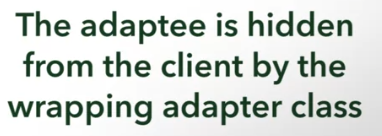 The adaptee is hidden
from the client by the
wrapping adapter class